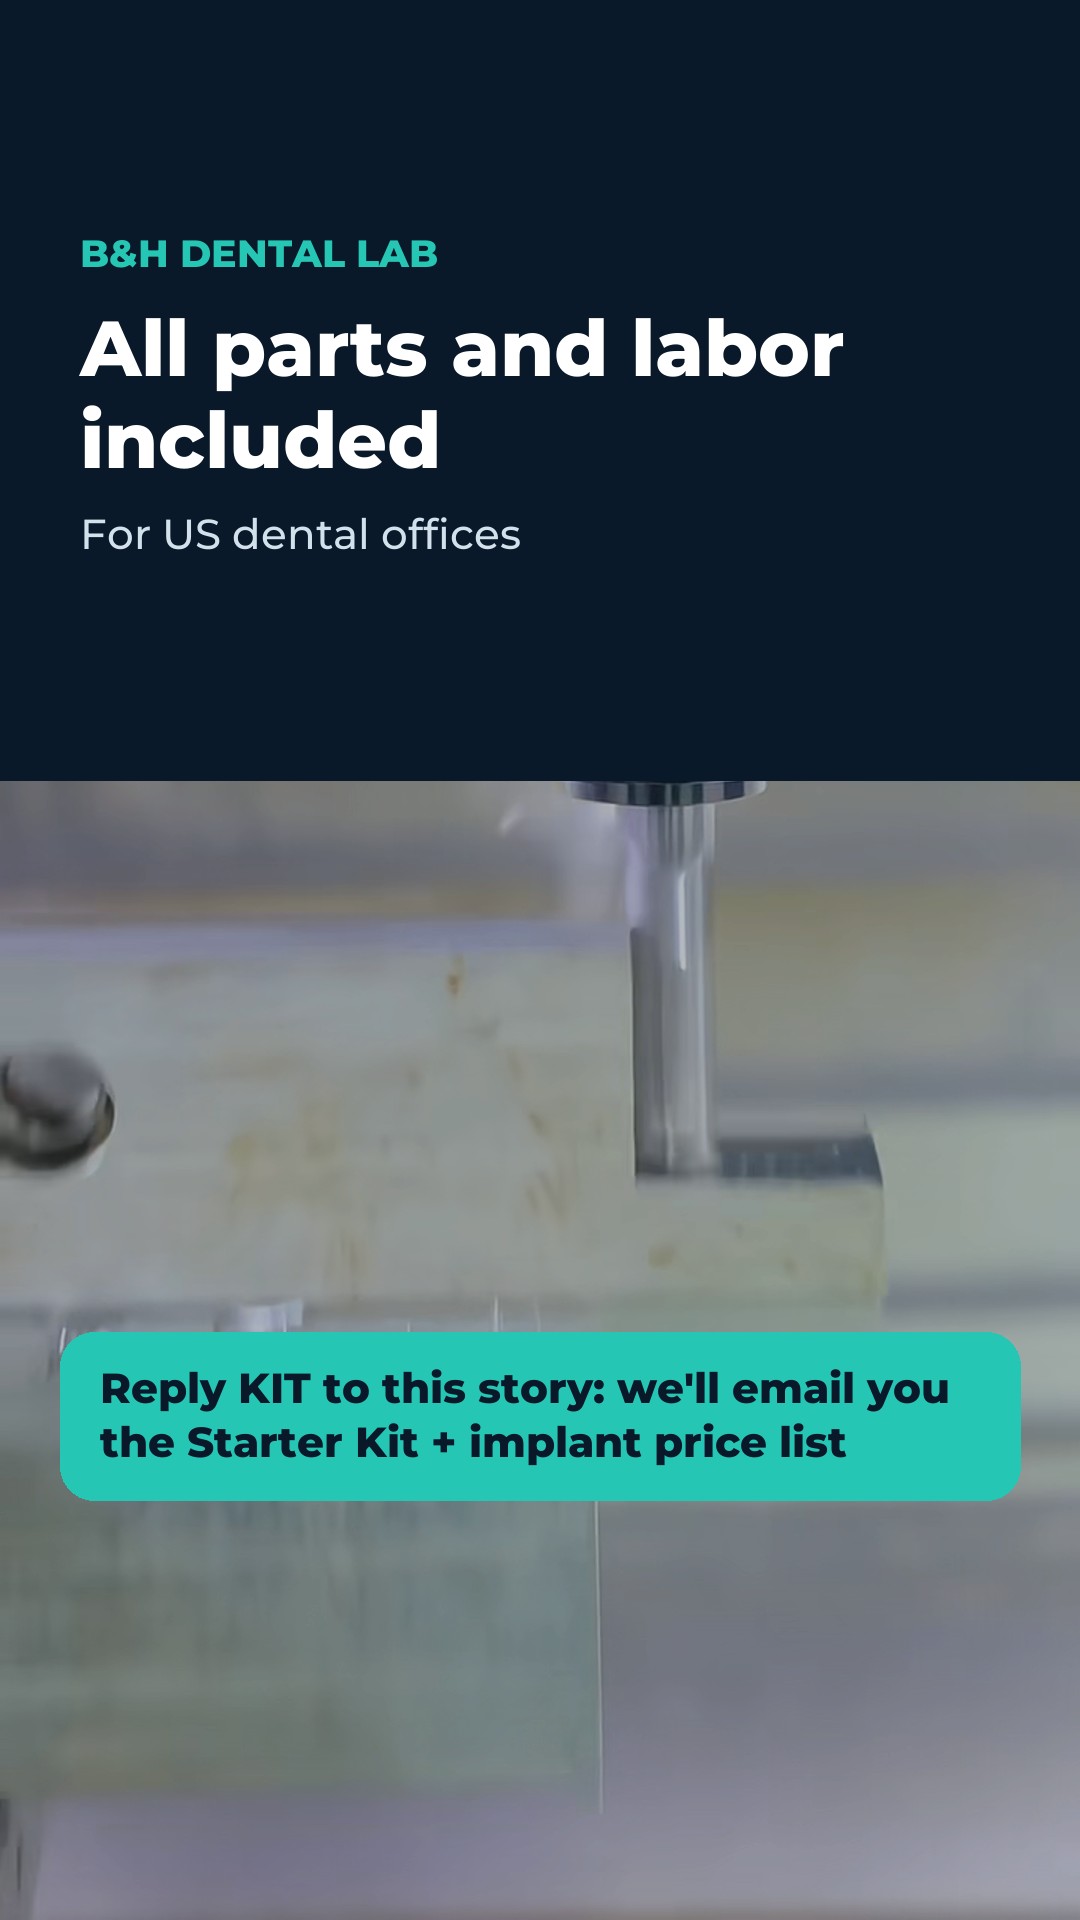 B&H DENTAL LAB
All parts and labor
included
For US dental offices
Reply KIT to this story: we'll email you
the Starter Kit + implant price list